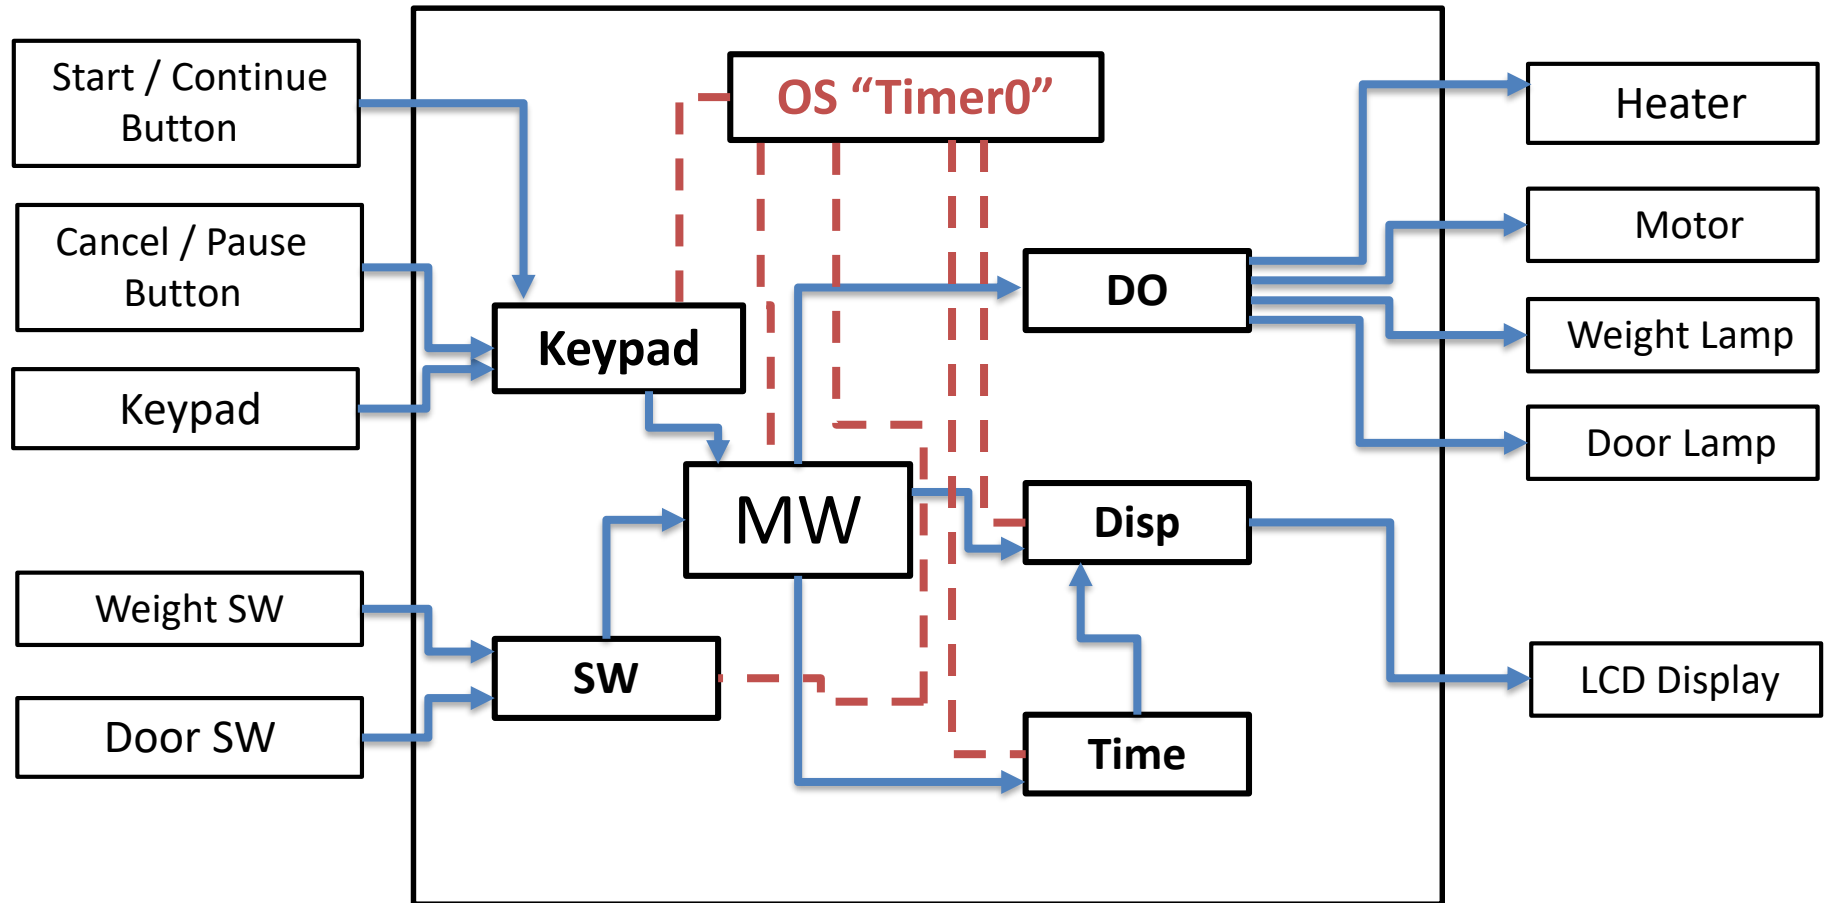 Start / Continue
Button
Cancel / Pause
Button
Keypad
Weight SW
Door SW
OS “Timer0”
Keypad
MW
SW
DO
Disp
Time
Heater
Motor
Weight Lamp
Door Lamp
LCD Display